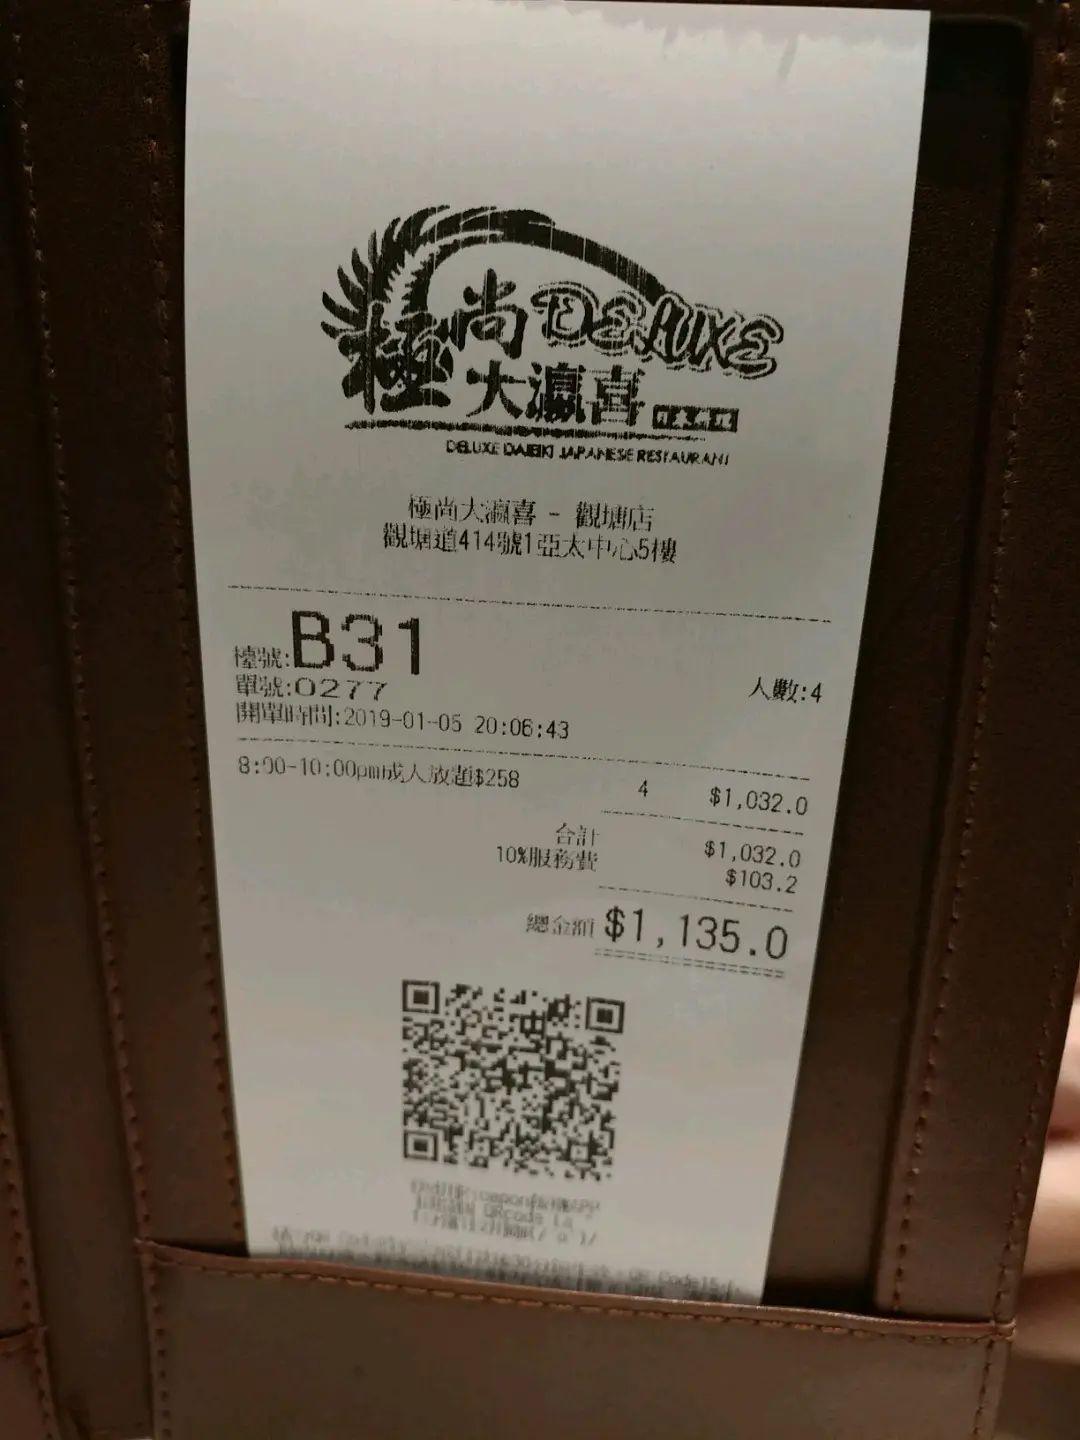 極尚 DELUXE
大瀛喜 日本料理
DELUXE DAIEIKI JAPANESE RESTAURANT
極尚大瀛喜 - 觀塘店
觀塘道414號1亞太中心5樓
檯號:B31
單號:0277
人數:4
開單時間:2019-01-05 20:06:43
8:00-10:00pm成人放題$258 4 $1,032.0
合計 $1,032.0
10%服務費 $103.2
總金額 $1,135.0